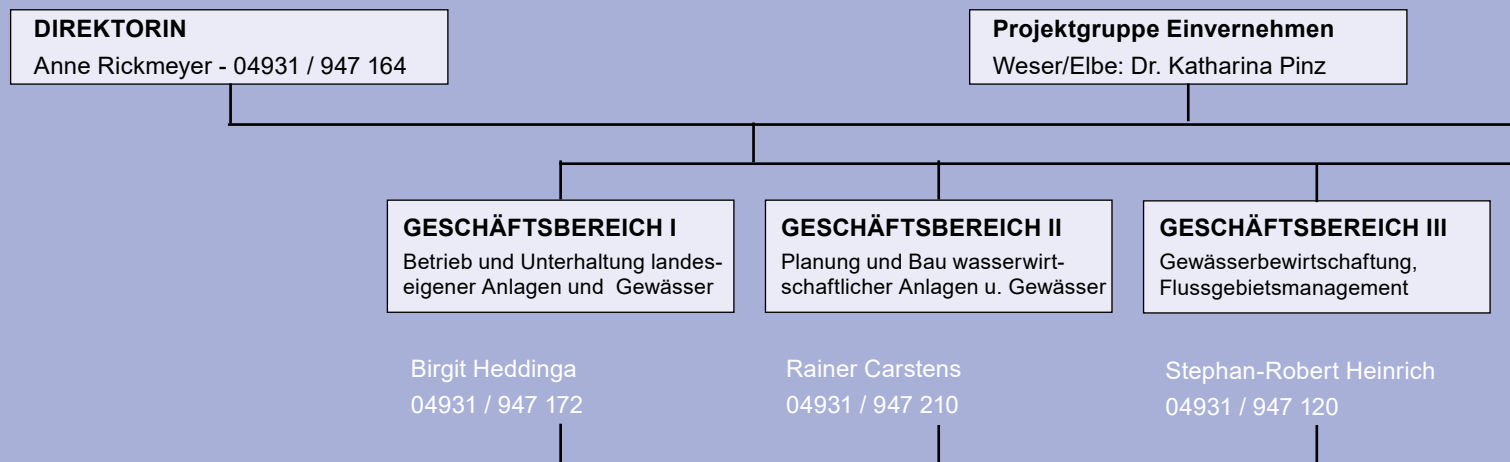 DIREKTORIN
Anne Rickmeyer - 04931 / 947 164
Projektgruppe Einvernehmen
Weser/Elbe: Dr. Katharina Pinz
GESCHÄFTSBEREICH I
Betrieb und Unterhaltung landes-
eigener Anlagen und Gewässer
Birgit Heddinga
04931 / 947 172
GESCHÄFTSBEREICH II
Planung und Bau wasserwirt-
schaftlicher Anlagen u. Gewässer
Rainer Carstens
04931 / 947 210
GESCHÄFTSBEREICH III
Gewässerbewirtschaftung,
Flussgebietsmanagement
Stephan-Robert Heinrich
04931 / 947 120